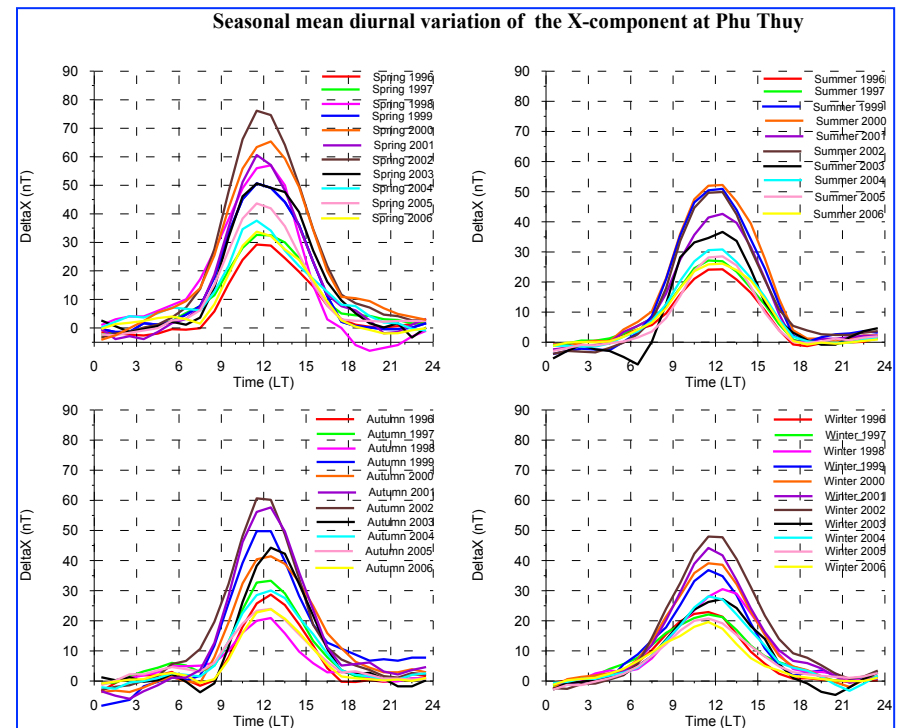 Seasonal mean diurnal variation of the X-component at Phu Thuy
90
80
70
60
50
40
30
20
10
0
DeltaX (nT)
0 3 6 9 12 15 18 21 24
Time (LT)
Spring 1996
Spring 1997
Spring 1998
Spring 1999
Spring 2000
Spring 2001
Spring 2002
Spring 2003
Spring 2004
Spring 2005
Spring 2006
90
80
70
60
50
40
30
20
10
0
DeltaX (nT)
0 3 6 9 12 15 18 21 24
Time (LT)
Summer 1996
Summer 1997
Summer 1999
Summer 2000
Summer 2001
Summer 2002
Summer 2003
Summer 2004
Summer 2005
Summer 2006
90
80
70
60
50
40
30
20
10
0
DeltaX (nT)
0 3 6 9 12 15 18 21 24
Time (LT)
Autumn 1996
Autumn 1997
Autumn 1998
Autumn 1999
Autumn 2000
Autumn 2001
Autumn 2002
Autumn 2003
Autumn 2004
Autumn 2005
Autumn 2006
90
80
70
60
50
40
30
20
10
0
DeltaX (nT)
0 3 6 9 12 15 18 21 24
Time (LT)
Winter 1996
Winter 1997
Winter 1998
Winter 1999
Winter 2000
Winter 2001
Winter 2002
Winter 2003
Winter 2004
Winter 2005
Winter 2006